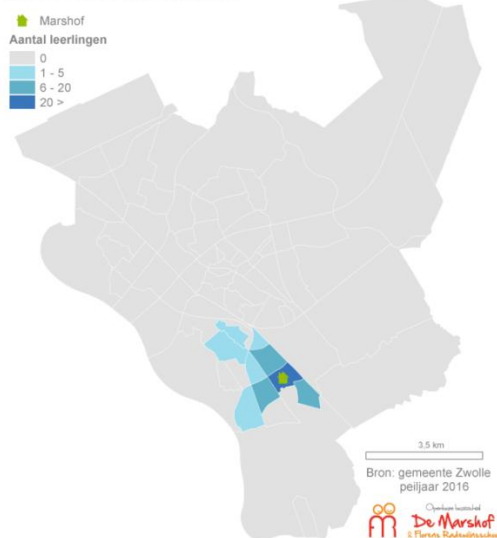 Marshof
Aantal leerlingen
0
1 - 5
6 - 20
20 >
3,5 km
Bron: gemeente Zwolle
peiljaar 2016
De Marshof